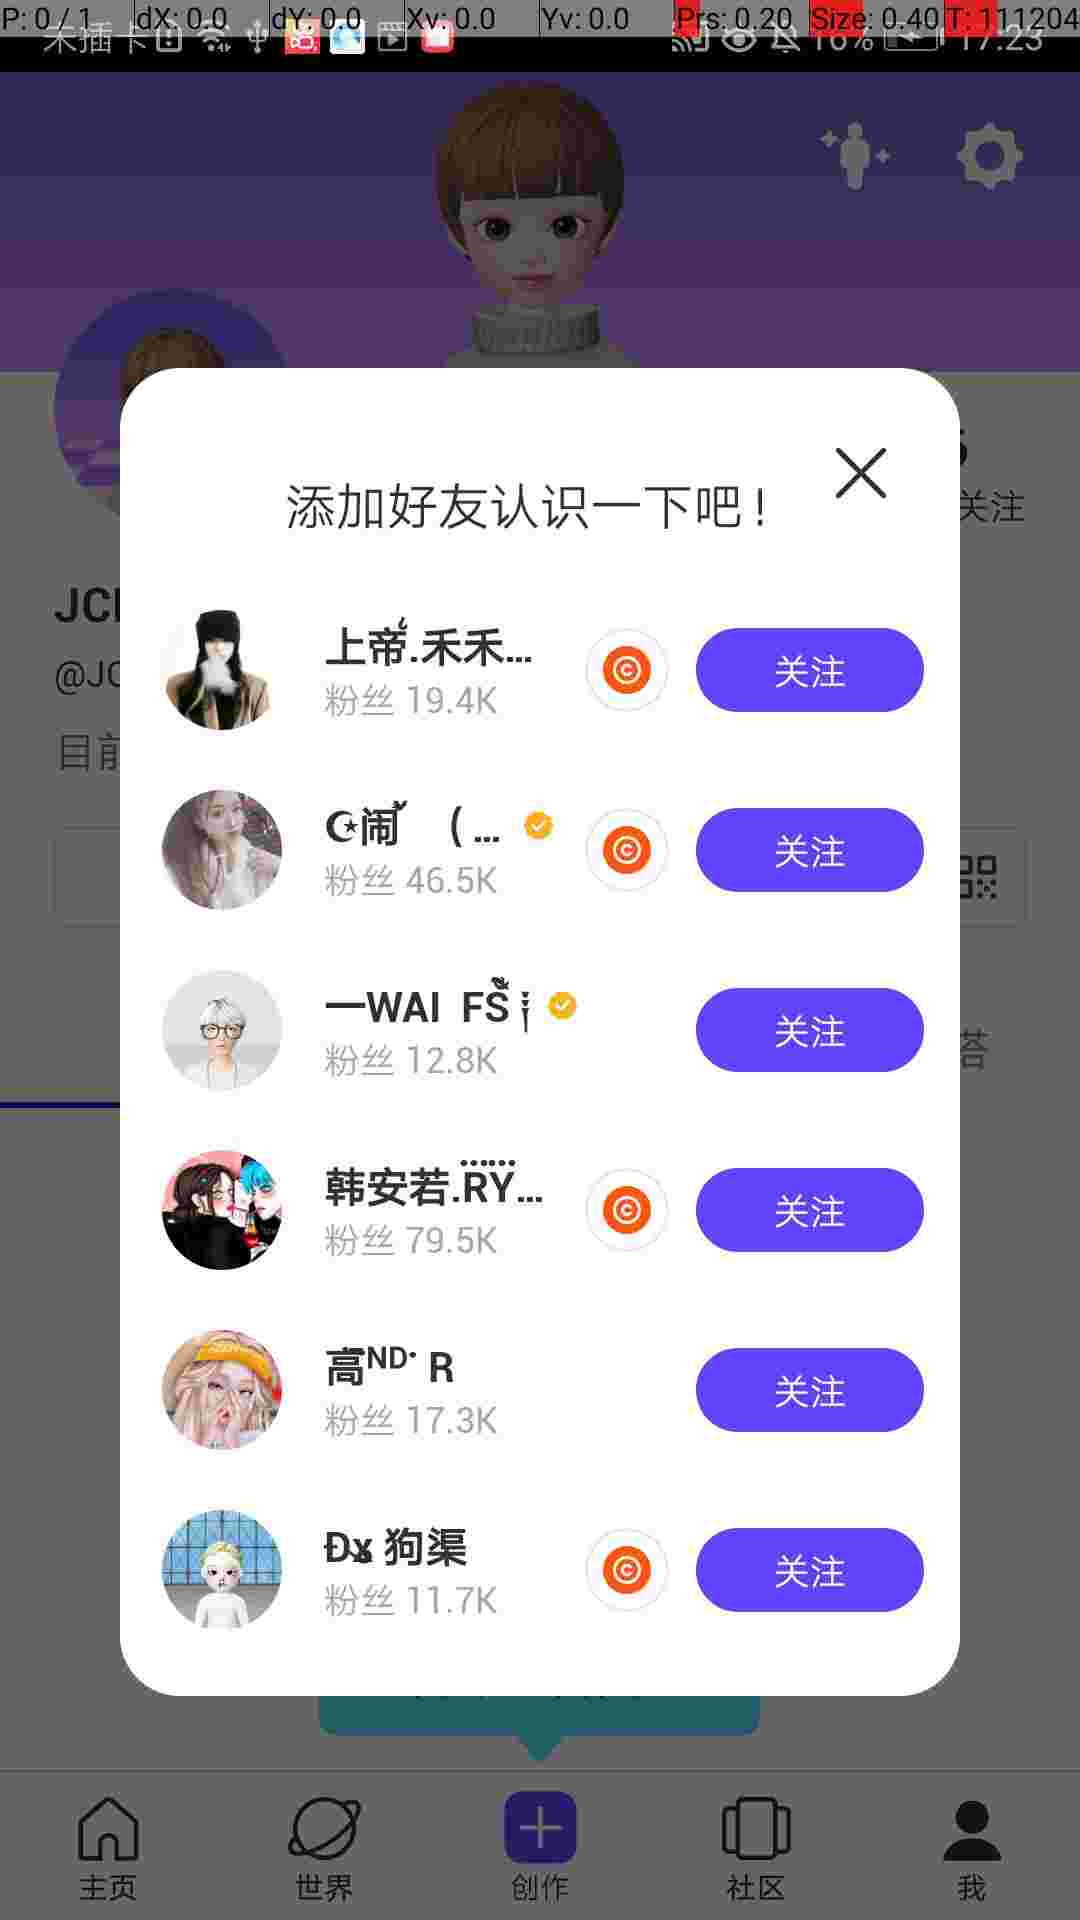 P: 0 / 1 dX: 0.0 dY: 0.0 Xv: 0.0 Yv: 0.0 Prs: 0.20 Size: 0.40 T: 111204
未插卡 16% 17:23
关注
添加好友认识一下吧！
@JC
目前
上帝.禾禾...
粉丝 19.4K
关注
闹 ( ...
粉丝 46.5K
关注
一WAI FS
粉丝 12.8K
关注
韩安若.RY...
粉丝 79.5K
关注
高ᴺᴰ· R
粉丝 17.3K
关注
狗渠
粉丝 11.7K
关注
主页 世界 创作 社区 我